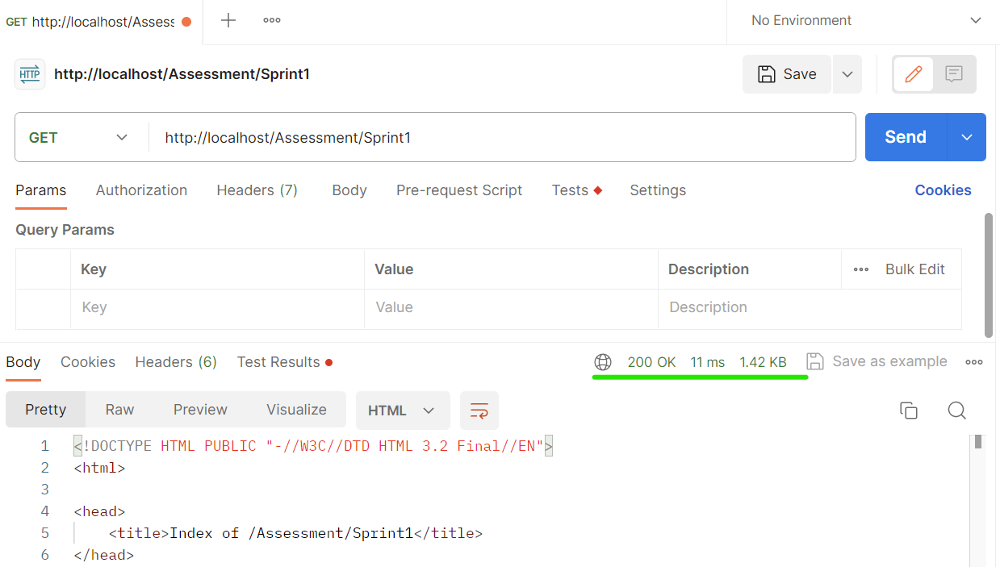 GET http://localhost/Assess No Environment
HTTP http://localhost/Assessment/Sprint1 Save
GET http://localhost/Assessment/Sprint1 Send
Params Authorization Headers (7) Body Pre-request Script Tests Settings Cookies
Query Params
Key Value Description Bulk Edit
Key Value Description
Body Cookies Headers (6) Test Results 200 OK 11 ms 1.42 KB Save as example
Pretty Raw Preview Visualize HTML
1 <!DOCTYPE HTML PUBLIC "-//W3C//DTD HTML 3.2 Final//EN">
2 <html>
3
4 <head>
5 <title>Index of /Assessment/Sprint1</title>
6 </head>